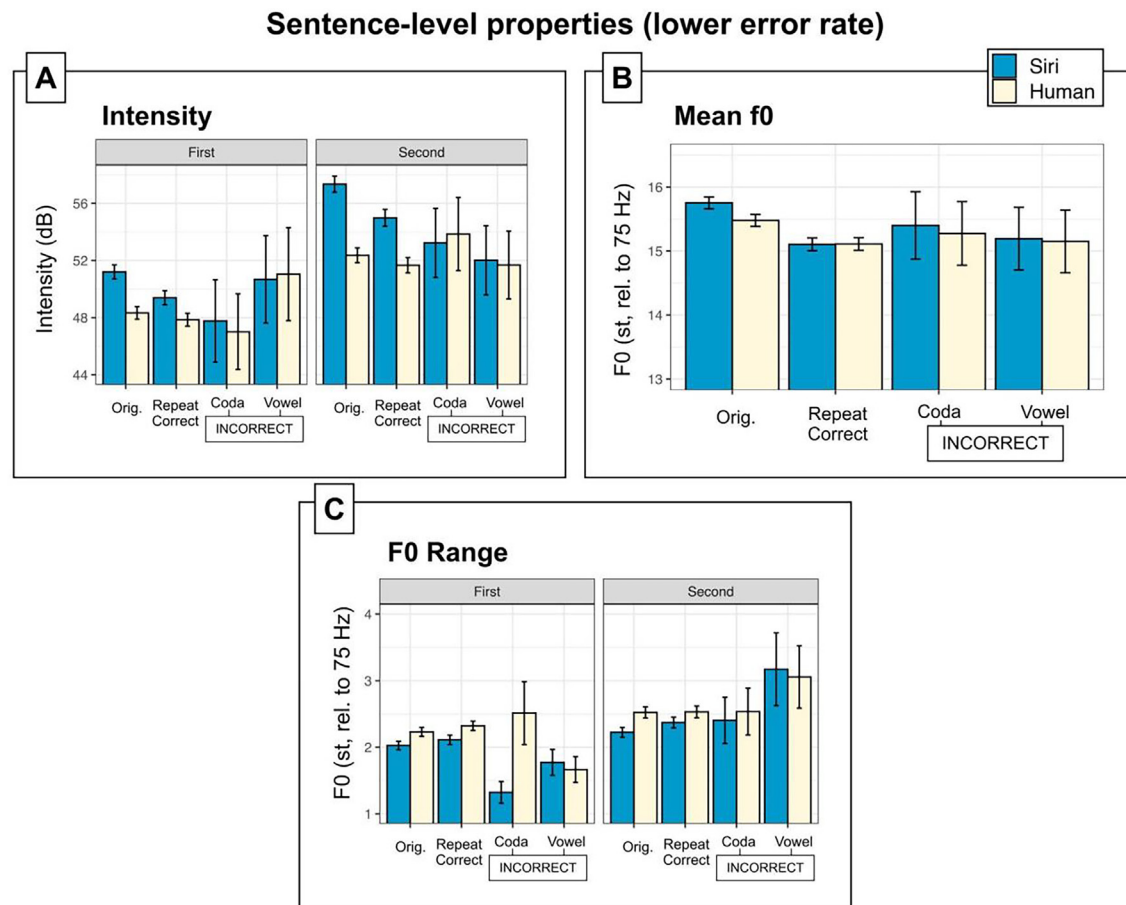 Sentence-level properties (lower error rate)
A
Intensity
First
Second
Intensity (dB)
56
52
48
44
Orig.
Repeat
Correct
Coda
Vowel
INCORRECT
Orig.
Repeat
Correct
Coda
Vowel
INCORRECT
B
Siri
Human
Mean f0
F0 (st, rel. to 75 Hz)
16
15
14
13
Orig.
Repeat
Correct
Coda
Vowel
INCORRECT
C
F0 Range
First
Second
F0 (st, rel. to 75 Hz)
4
3
2
1
Orig.
Repeat
Correct
Coda
Vowel
INCORRECT
Orig.
Repeat
Correct
Coda
Vowel
INCORRECT